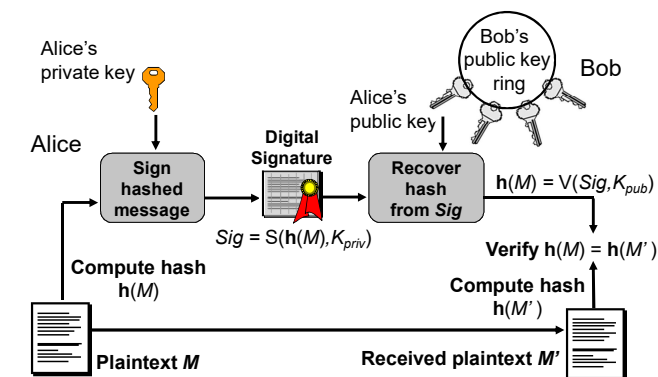 Alice's
private key
Bob's
public key
ring
Bob
Alice's
public key
Alice
Digital
Signature
Sign
hashed
message
Recover
hash
from Sig
h(M) = V(Sig,Kpub)
Sig = S(h(M),Kpriv)
Verify h(M) = h(M')
Compute hash
h(M)
Compute hash
h(M')
Plaintext M
Received plaintext M'